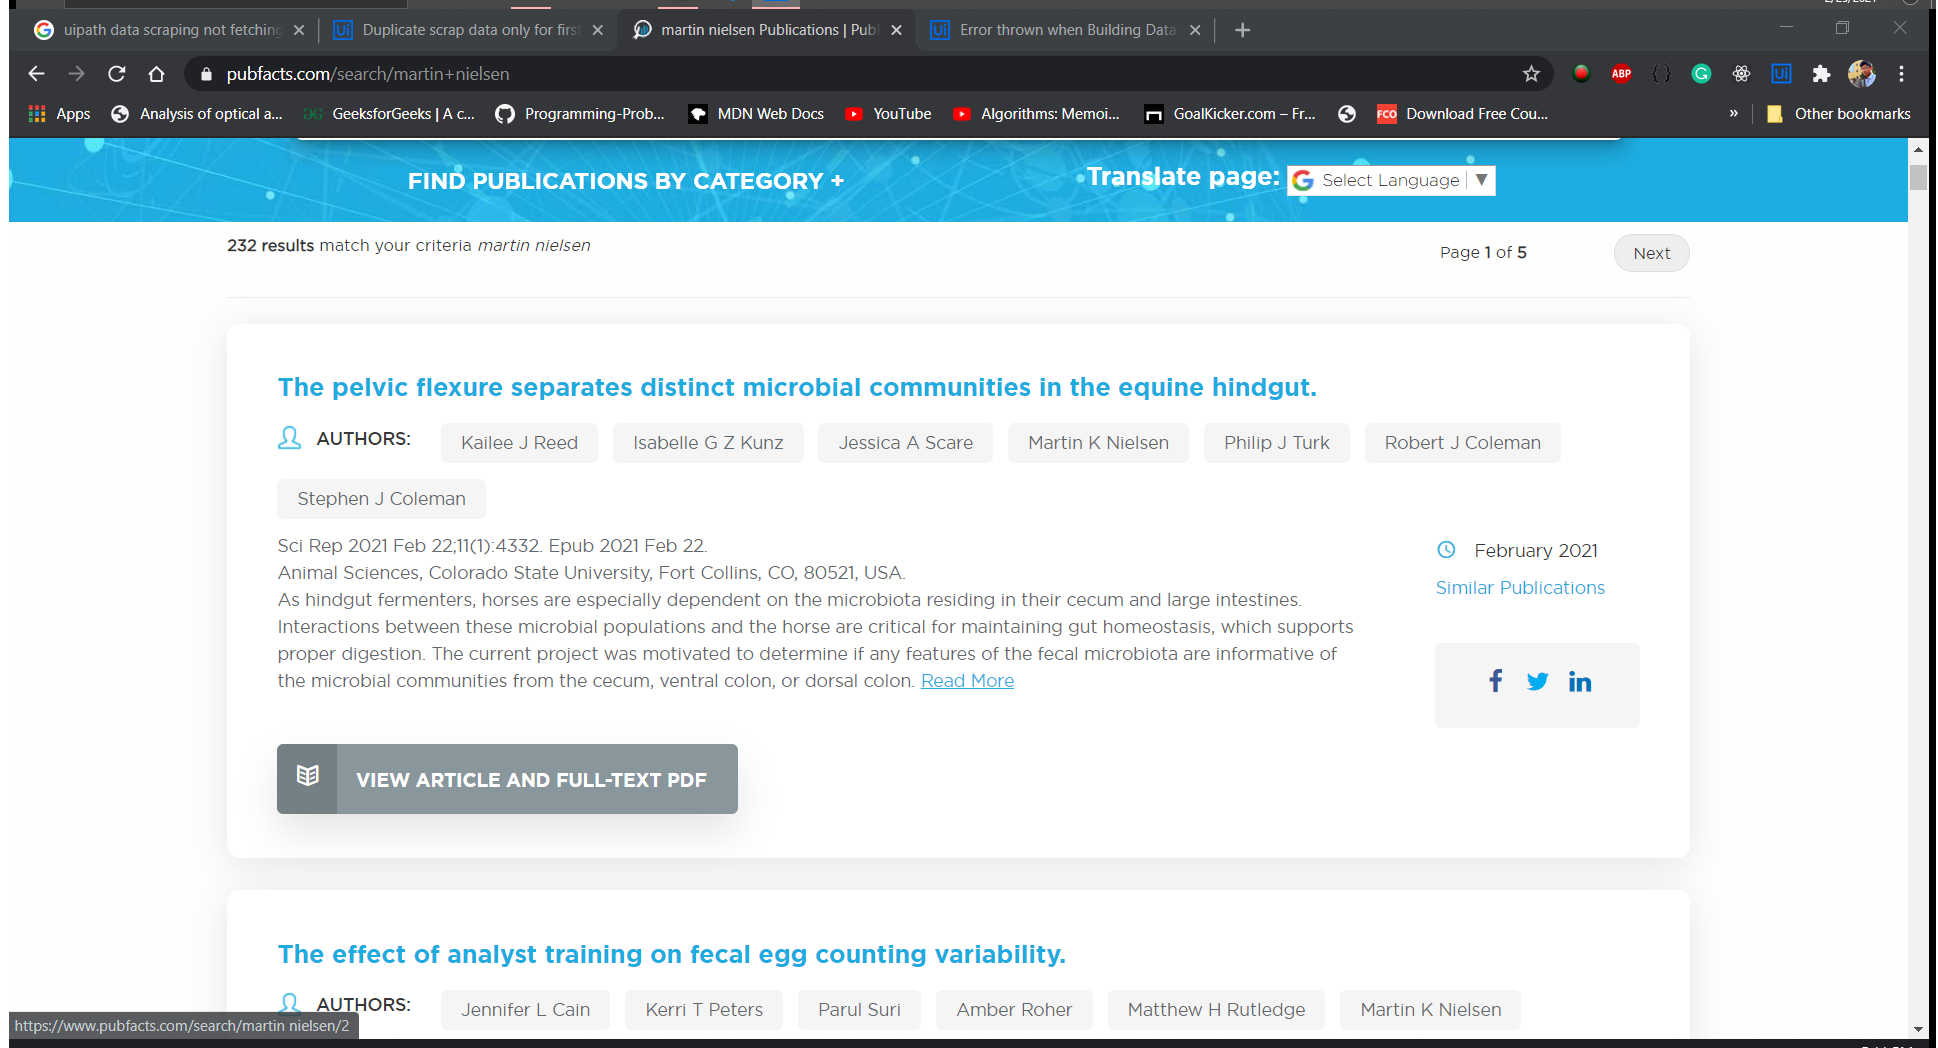 uipath data scraping not fetching
Duplicate scrap data only for first
martin nielsen Publications | Publ
Error thrown when Building Data
pubfacts.com/search/martin+nielsen
ABP
Apps
Analysis of optical a...
GeeksforGeeks | A c...
Programming-Prob...
MDN Web Docs
YouTube
Algorithms: Memoi...
GoalKicker.com – Fr...
FCO
Download Free Cou...
»
Other bookmarks
FIND PUBLICATIONS BY CATEGORY +
Translate page:
Select Language
232 results match your criteria martin nielsen
Page 1 of 5
Next
The pelvic flexure separates distinct microbial communities in the equine hindgut.
AUTHORS:
Kailee J Reed
Isabelle G Z Kunz
Jessica A Scare
Martin K Nielsen
Philip J Turk
Robert J Coleman
Stephen J Coleman
Sci Rep 2021 Feb 22;11(1):4332. Epub 2021 Feb 22.
Animal Sciences, Colorado State University, Fort Collins, CO, 80521, USA.
As hindgut fermenters, horses are especially dependent on the microbiota residing in their cecum and large intestines.
Interactions between these microbial populations and the horse are critical for maintaining gut homeostasis, which supports
proper digestion. The current project was motivated to determine if any features of the fecal microbiota are informative of
the microbial communities from the cecum, ventral colon, or dorsal colon. Read More
February 2021
Similar Publications
VIEW ARTICLE AND FULL-TEXT PDF
The effect of analyst training on fecal egg counting variability.
AUTHORS:
Jennifer L Cain
Kerri T Peters
Parul Suri
Amber Roher
Matthew H Rutledge
Martin K Nielsen
https://www.pubfacts.com/search/martin nielsen/2